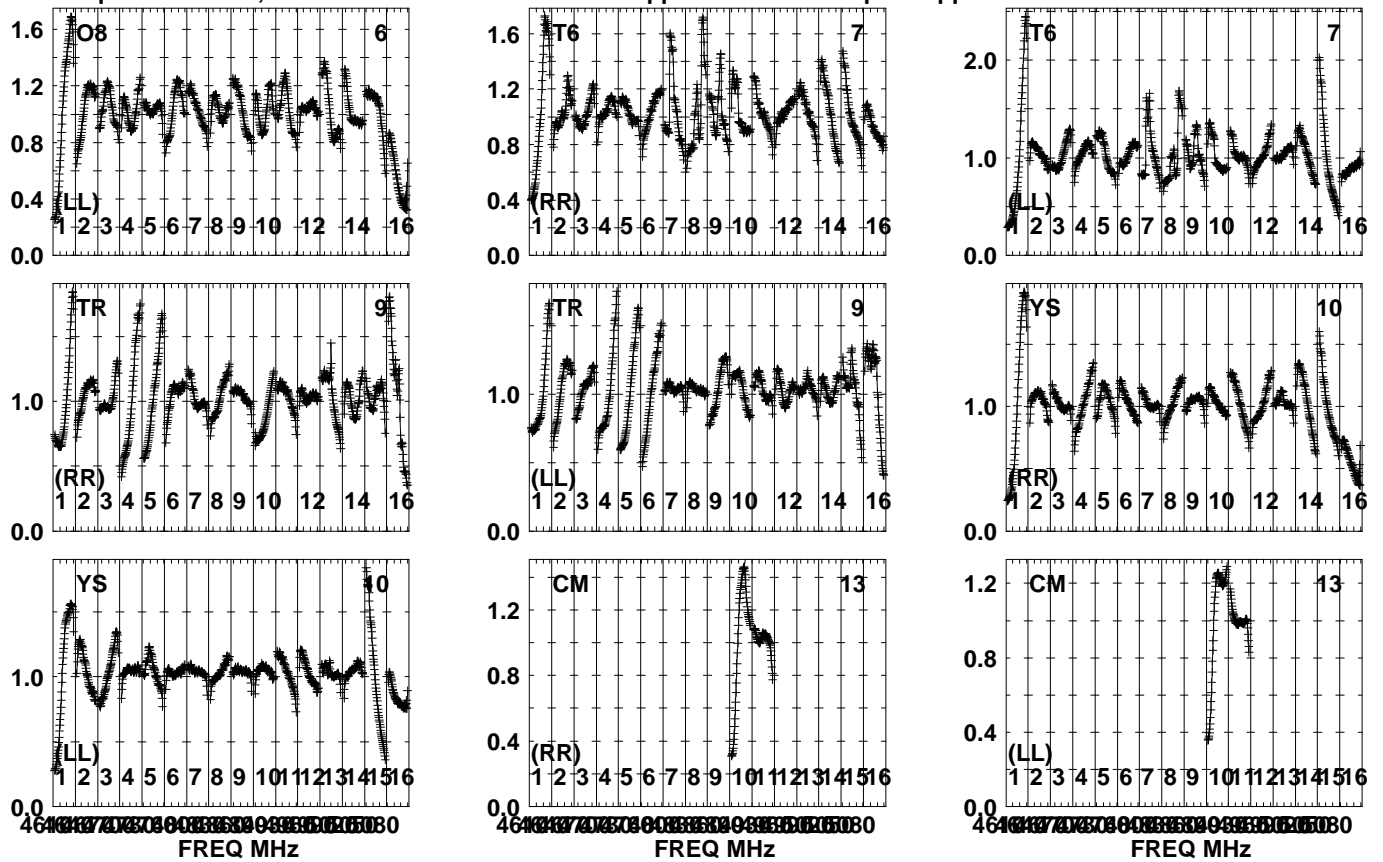 1.6 O8 6
1.2
0.8
0.4 (LL)
1 2 3 4 5 6 7 8 9 10 12 14 16
0.0
1.6 T6 7
1.2
0.8
0.4 (RR)
1 2 3 4 5 6 7 8 9 10 12 14 16
0.0
2.0 T6 7
1.0
(LL)
1 2 3 4 5 6 7 8 9 10 12 14 16
0.0
TR 9
1.0
(RR)
1 2 3 4 5 6 7 8 9 10 12 14 16
0.0
TR 9
1.0
(LL)
1 2 3 4 5 6 7 8 9 10 12 14 16
0.0
YS 10
1.0
(RR)
1 2 3 4 5 6 7 8 9 10 12 14 16
0.0
YS 10
1.0
(LL)
1 2 3 4 5 6 7 8 9 10 11 12 13 14 15 16
0.0
FREQ MHz
CM 13
1.2
0.8
0.4
(RR)
1 2 3 4 5 6 7 8 9 10 11 12 13 14 15 16
0.0
FREQ MHz
1.2 CM 13
0.8
0.4
(LL)
1 2 3 4 5 6 7 8 9 10 11 12 13 14 15 16
0.0
FREQ MHz